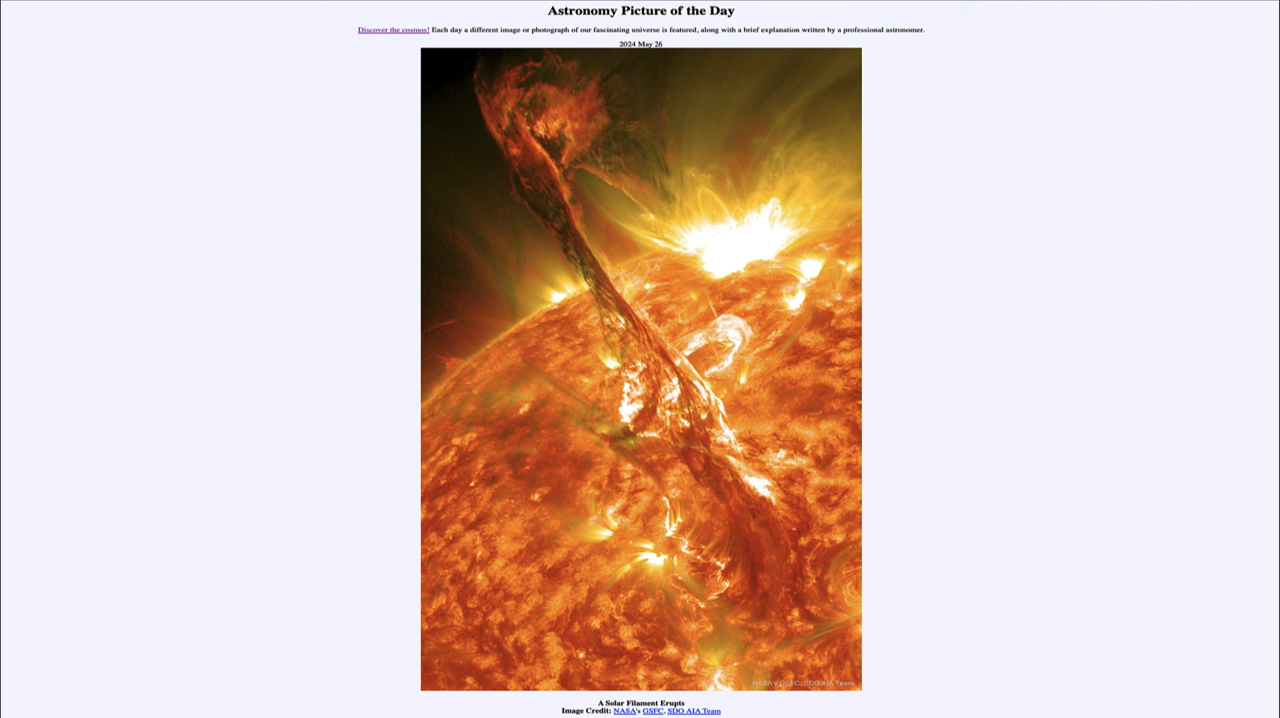 Astronomy Picture of the Day
Discover the cosmos! Each day a different image or photograph of our fascinating universe is featured, along with a brief explanation written by a professional astronomer.
2024 May 26
NASA / GSFC, SDO AIA Team
A Solar Filament Erupts
Image Credit: NASA's GSFC, SDO AIA Team